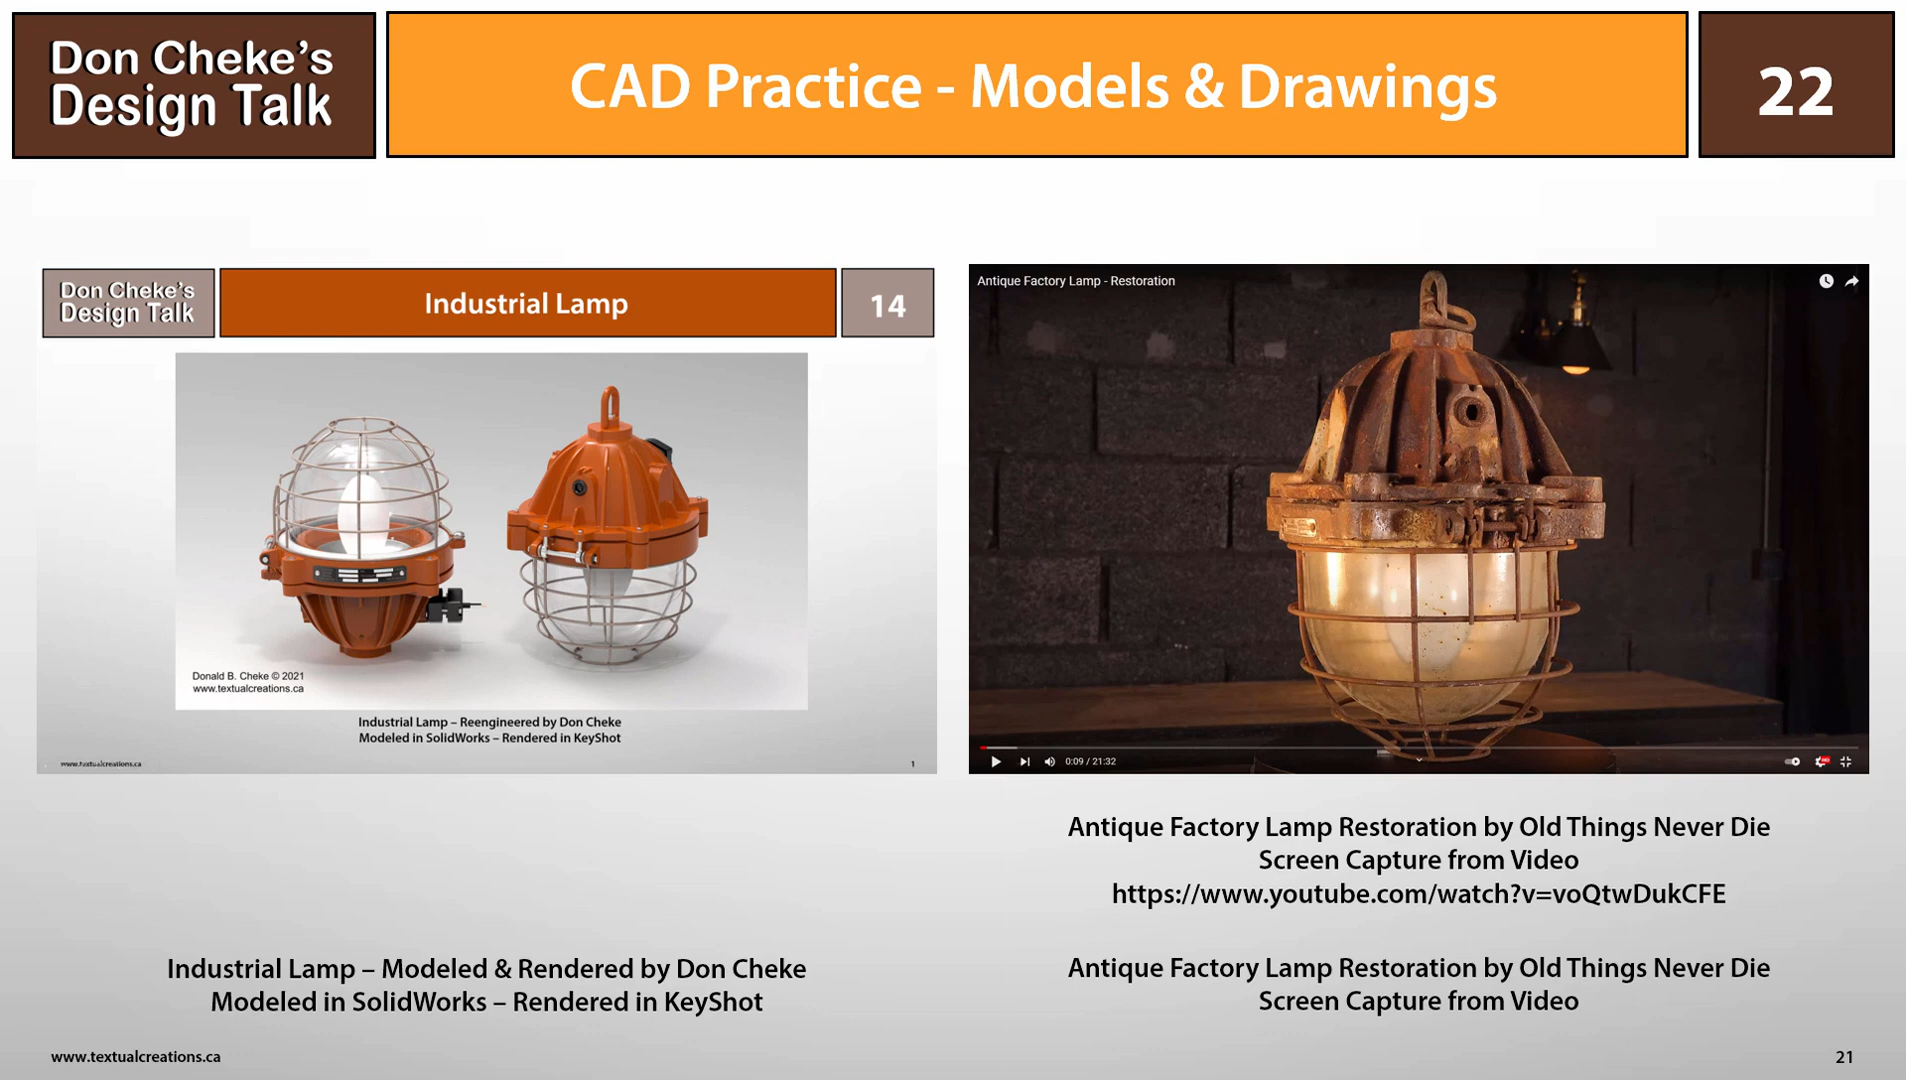 Don Cheke's
Design Talk
CAD Practice - Models & Drawings
22
Don Cheke's
Design Talk
Industrial Lamp
14
Donald B. Cheke © 2021
www.textualcreations.ca
Industrial Lamp – Reengineered by Don Cheke
Modeled in SolidWorks – Rendered in KeyShot
www.textualcreations.ca
1
Antique Factory Lamp - Restoration
0:09 / 21:32
Antique Factory Lamp Restoration by Old Things Never Die
Screen Capture from Video
https://www.youtube.com/watch?v=voQtwDukCFE
Industrial Lamp – Modeled & Rendered by Don Cheke
Modeled in SolidWorks – Rendered in KeyShot
Antique Factory Lamp Restoration by Old Things Never Die
Screen Capture from Video
www.textualcreations.ca
21